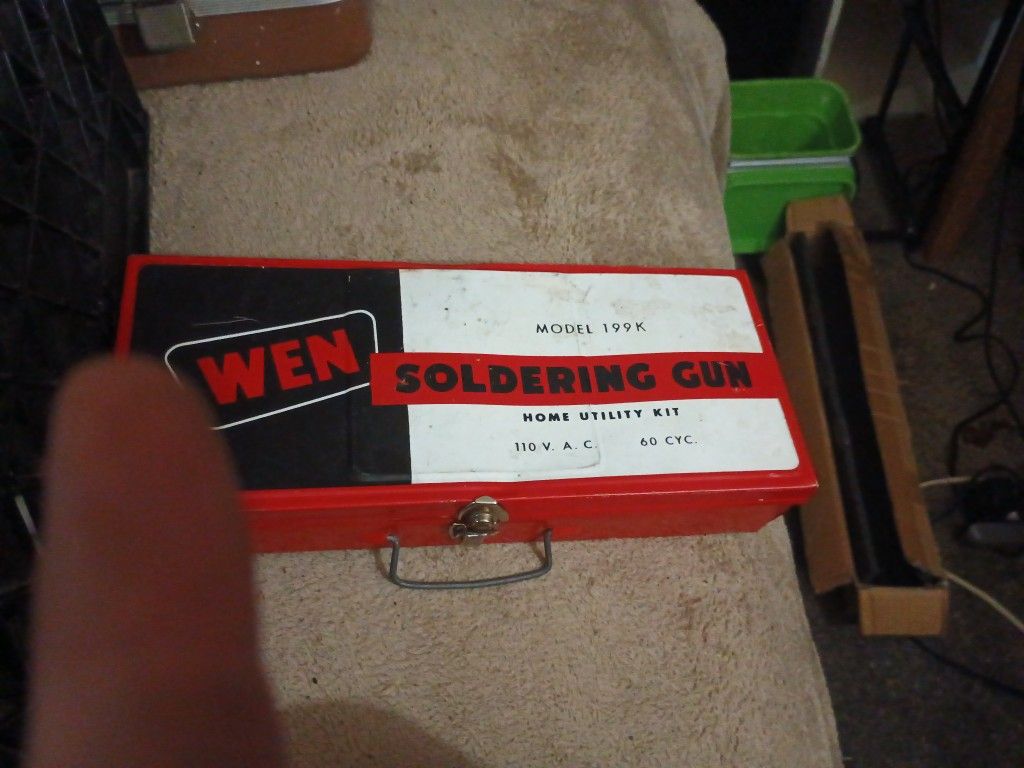 WEN
MODEL 199K
SOLDERING GUN
HOME UTILITY KIT
110 V. A. C. 60 CYC.